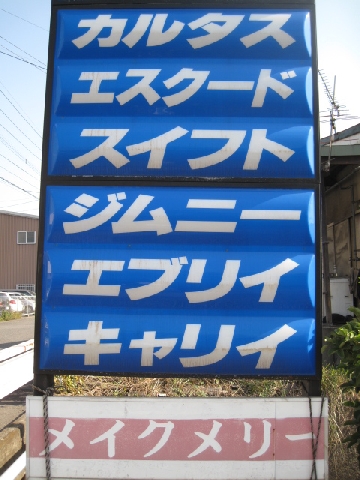 カルタス
エスクード
スイフト
ジムニー
エブリイ
キャリイ
メイクメリー